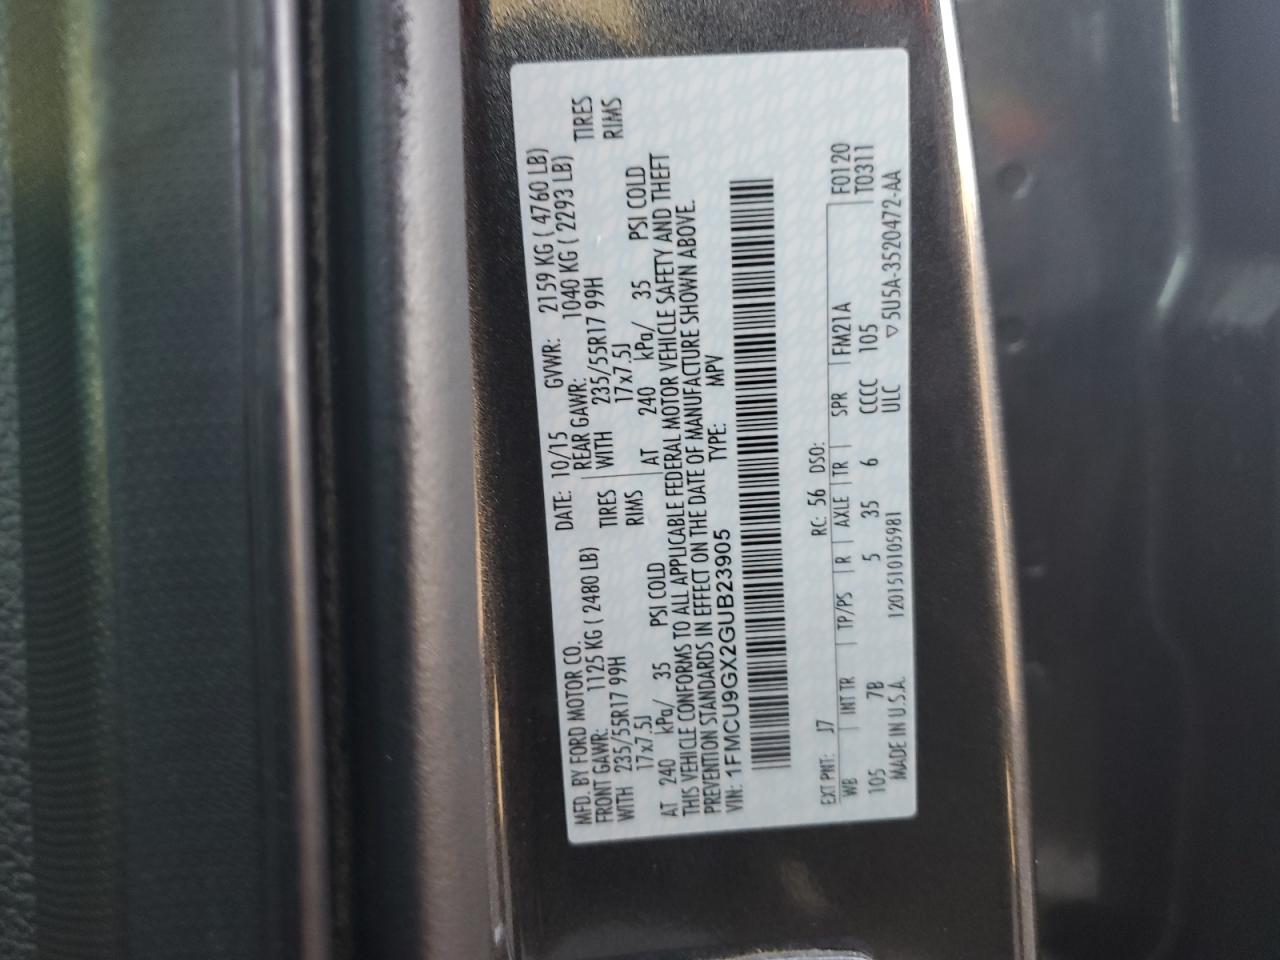 MFD. BY FORD MOTOR CO. DATE: 10/15 GVWR: 2159 KG ( 4760 LB)
FRONT GAWR: 1125 KG ( 2480 LB) REAR GAWR: 1040 KG ( 2293 LB)
WITH 235/55R17 99H TIRES WITH 235/55R17 99H TIRES
17x7.5J RIMS 17x7.5J RIMS
AT 240 kPa/ 35 PSI COLD AT 240 kPa/ 35 PSI COLD
THIS VEHICLE CONFORMS TO ALL APPLICABLE FEDERAL MOTOR VEHICLE SAFETY AND THEFT
PREVENTION STANDARDS IN EFFECT ON THE DATE OF MANUFACTURE SHOWN ABOVE.
VIN: 1FMCU9GX2GUB23905 TYPE: MPV
EXT PNT: J7 RC: 56 DSO:
WB INT TR TP/PS R AXLE TR SPR FM21A F0120
105 7B 5 35 6 CCCC 105 T0311
MADE IN U.S.A. 1201510105981 ULC ▽5U5A-3520472-AA